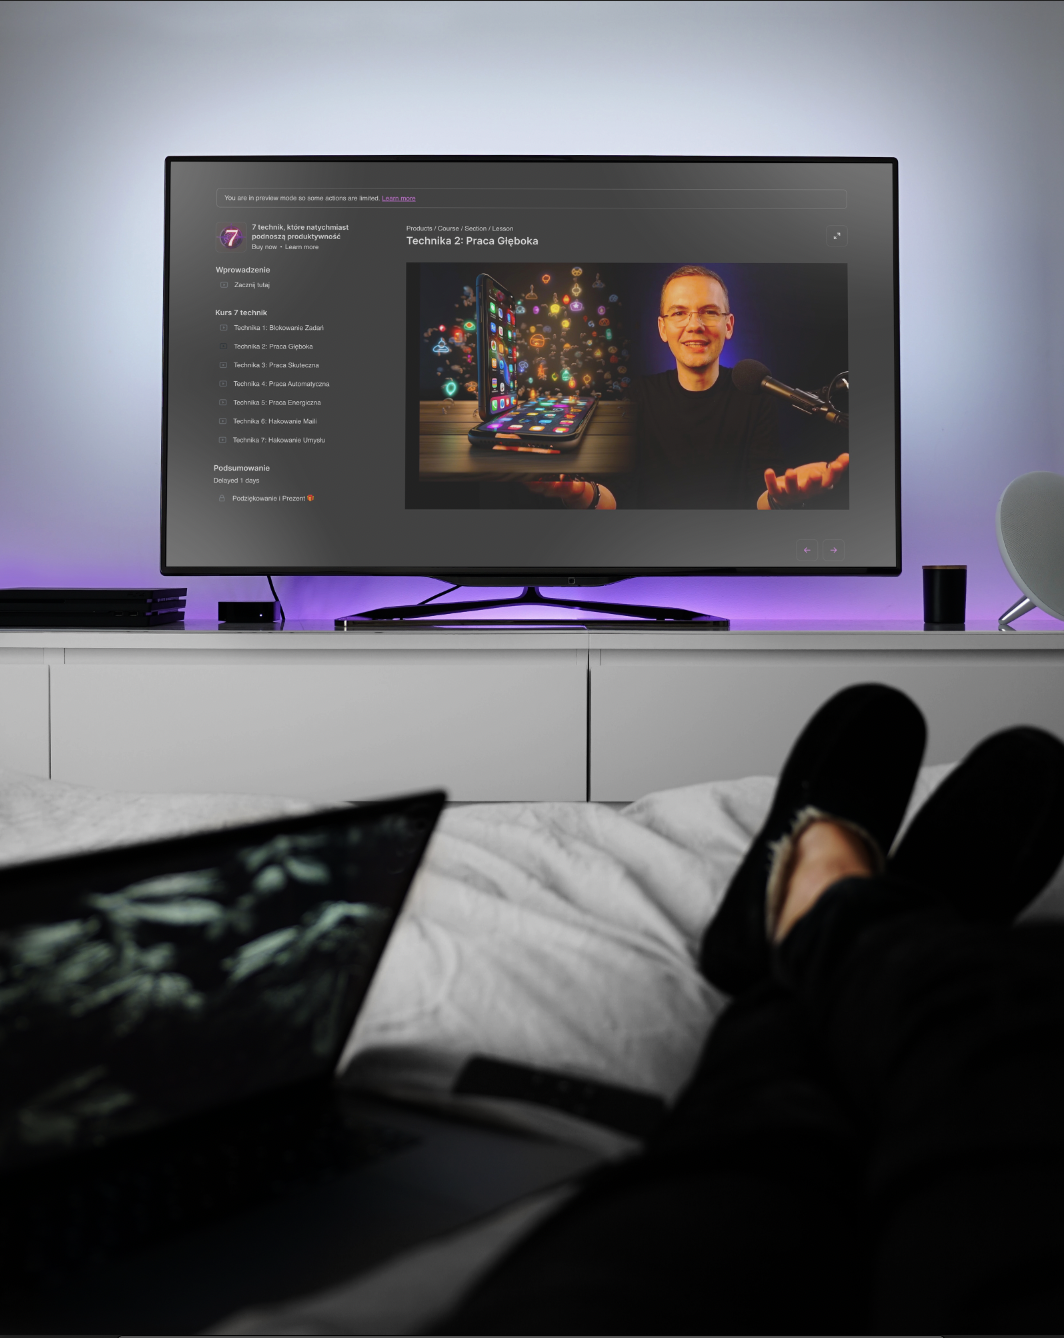 You are in preview mode so some actions are limited. Learn more
7
7 technik, które natychmiast
podnoszą produktywność
Buy now • Learn more
Wprowadzenie
Zacznij tutaj
Kurs 7 technik
Technika 1: Blokowanie Zadań
Technika 2: Praca Głęboka
Technika 3: Praca Skuteczna
Technika 4: Praca Automatyczna
Technika 5: Praca Energiczna
Technika 6: Hakowanie Maili
Technika 7: Hakowanie Umysłu
Podsumowanie
Delayed 1 days
Podziękowanie i Prezent
Products / Course / Section / Lesson
Technika 2: Praca Głęboka